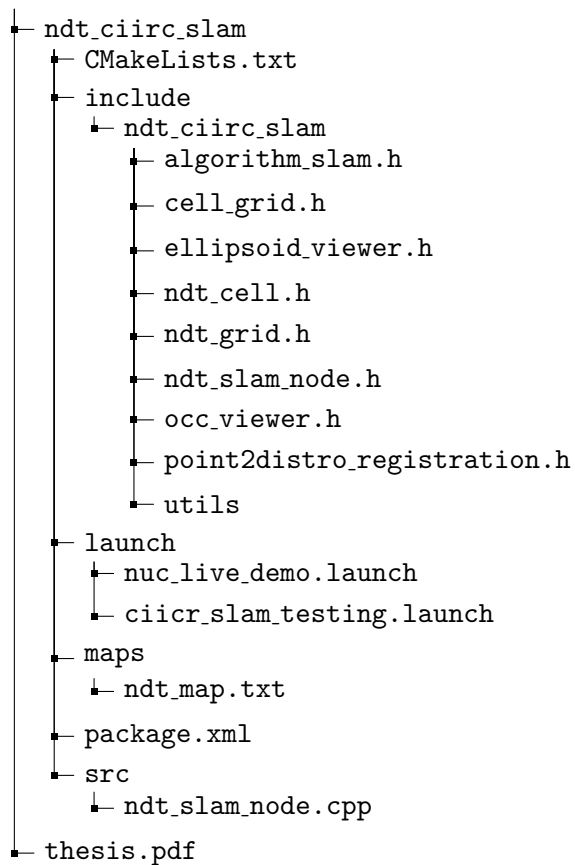 ndt_ciirc_slam
CMakeLists.txt
include
ndt_ciirc_slam
algorithm_slam.h
cell_grid.h
ellipsoid_viewer.h
ndt_cell.h
ndt_grid.h
ndt_slam_node.h
occ_viewer.h
point2distro_registration.h
utils
launch
nuc_live_demo.launch
ciicr_slam_testing.launch
maps
ndt_map.txt
package.xml
src
ndt_slam_node.cpp
thesis.pdf